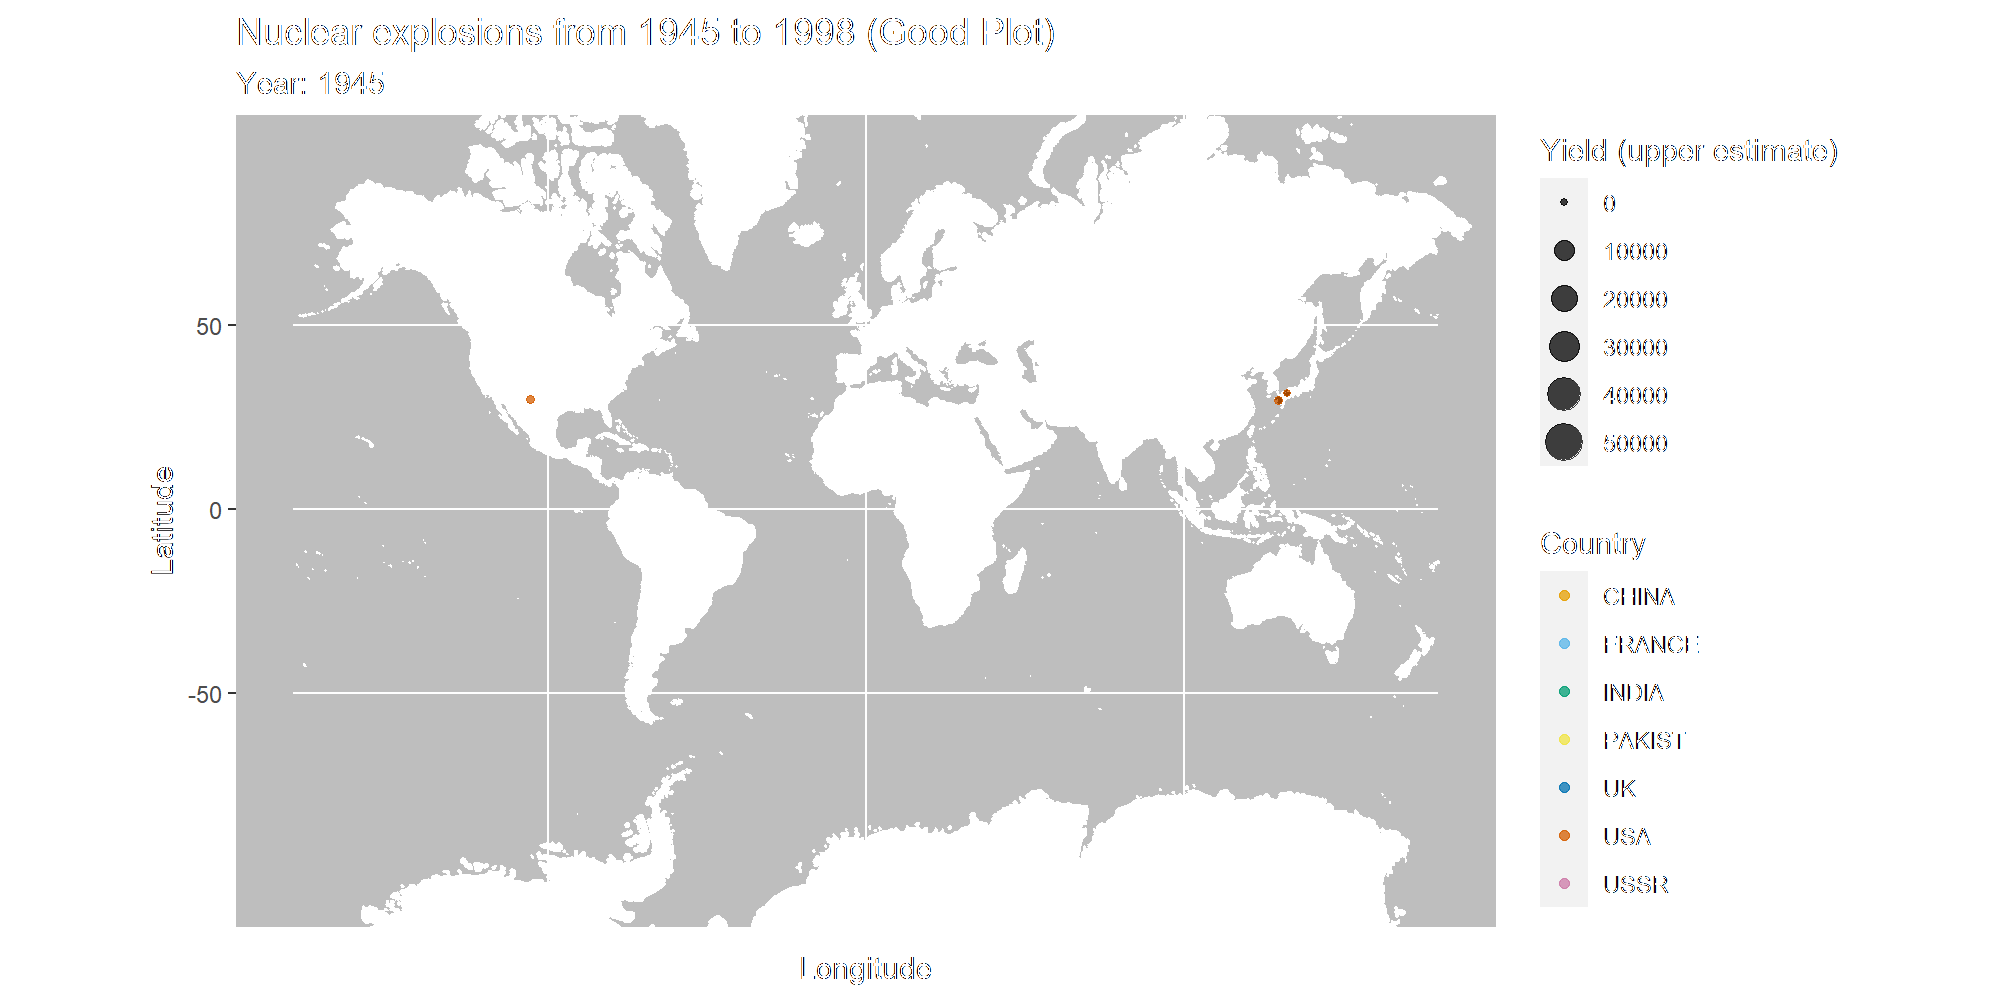 Nuclear explosions from 1945 to 1998 (Good Plot)
Year: 1945
50
0
-50
Latitude
Longitude
Yield (upper estimate)
0
10000
20000
30000
40000
50000
Country
CHINA
FRANCE
INDIA
PAKIST
UK
USA
USSR